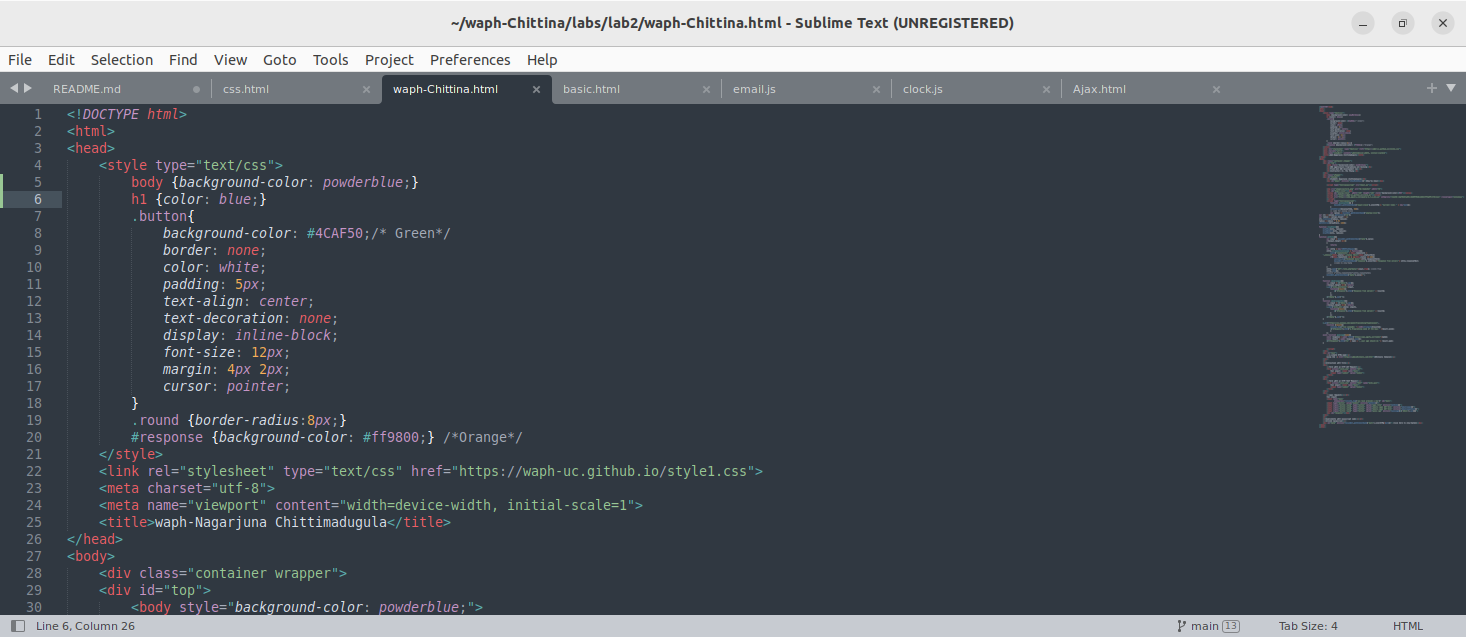 ~/waph-Chittina/labs/lab2/waph-Chittina.html - Sublime Text (UNREGISTERED)
File Edit Selection Find View Goto Tools Project Preferences Help
README.md css.html waph-Chittina.html basic.html email.js clock.js Ajax.html
1 <!DOCTYPE html>
2 <html>
3 <head>
4 <style type="text/css">
5 body {background-color: powderblue;}
6 h1 {color: blue;}
7 .button{
8 background-color: #4CAF50;/* Green*/
9 border: none;
10 color: white;
11 padding: 5px;
12 text-align: center;
13 text-decoration: none;
14 display: inline-block;
15 font-size: 12px;
16 margin: 4px 2px;
17 cursor: pointer;
18 }
19 .round {border-radius:8px;}
20 #response {background-color: #ff9800;} /*Orange*/
21 </style>
22 <link rel="stylesheet" type="text/css" href="https://waph-uc.github.io/style1.css">
23 <meta charset="utf-8">
24 <meta name="viewport" content="width=device-width, initial-scale=1">
25 <title>waph-Nagarjuna Chittimadugula</title>
26 </head>
27 <body>
28 <div class="container wrapper">
29 <div id="top">
30 <body style="background-color: powderblue;">
Line 6, Column 26 main 13 Tab Size: 4 HTML